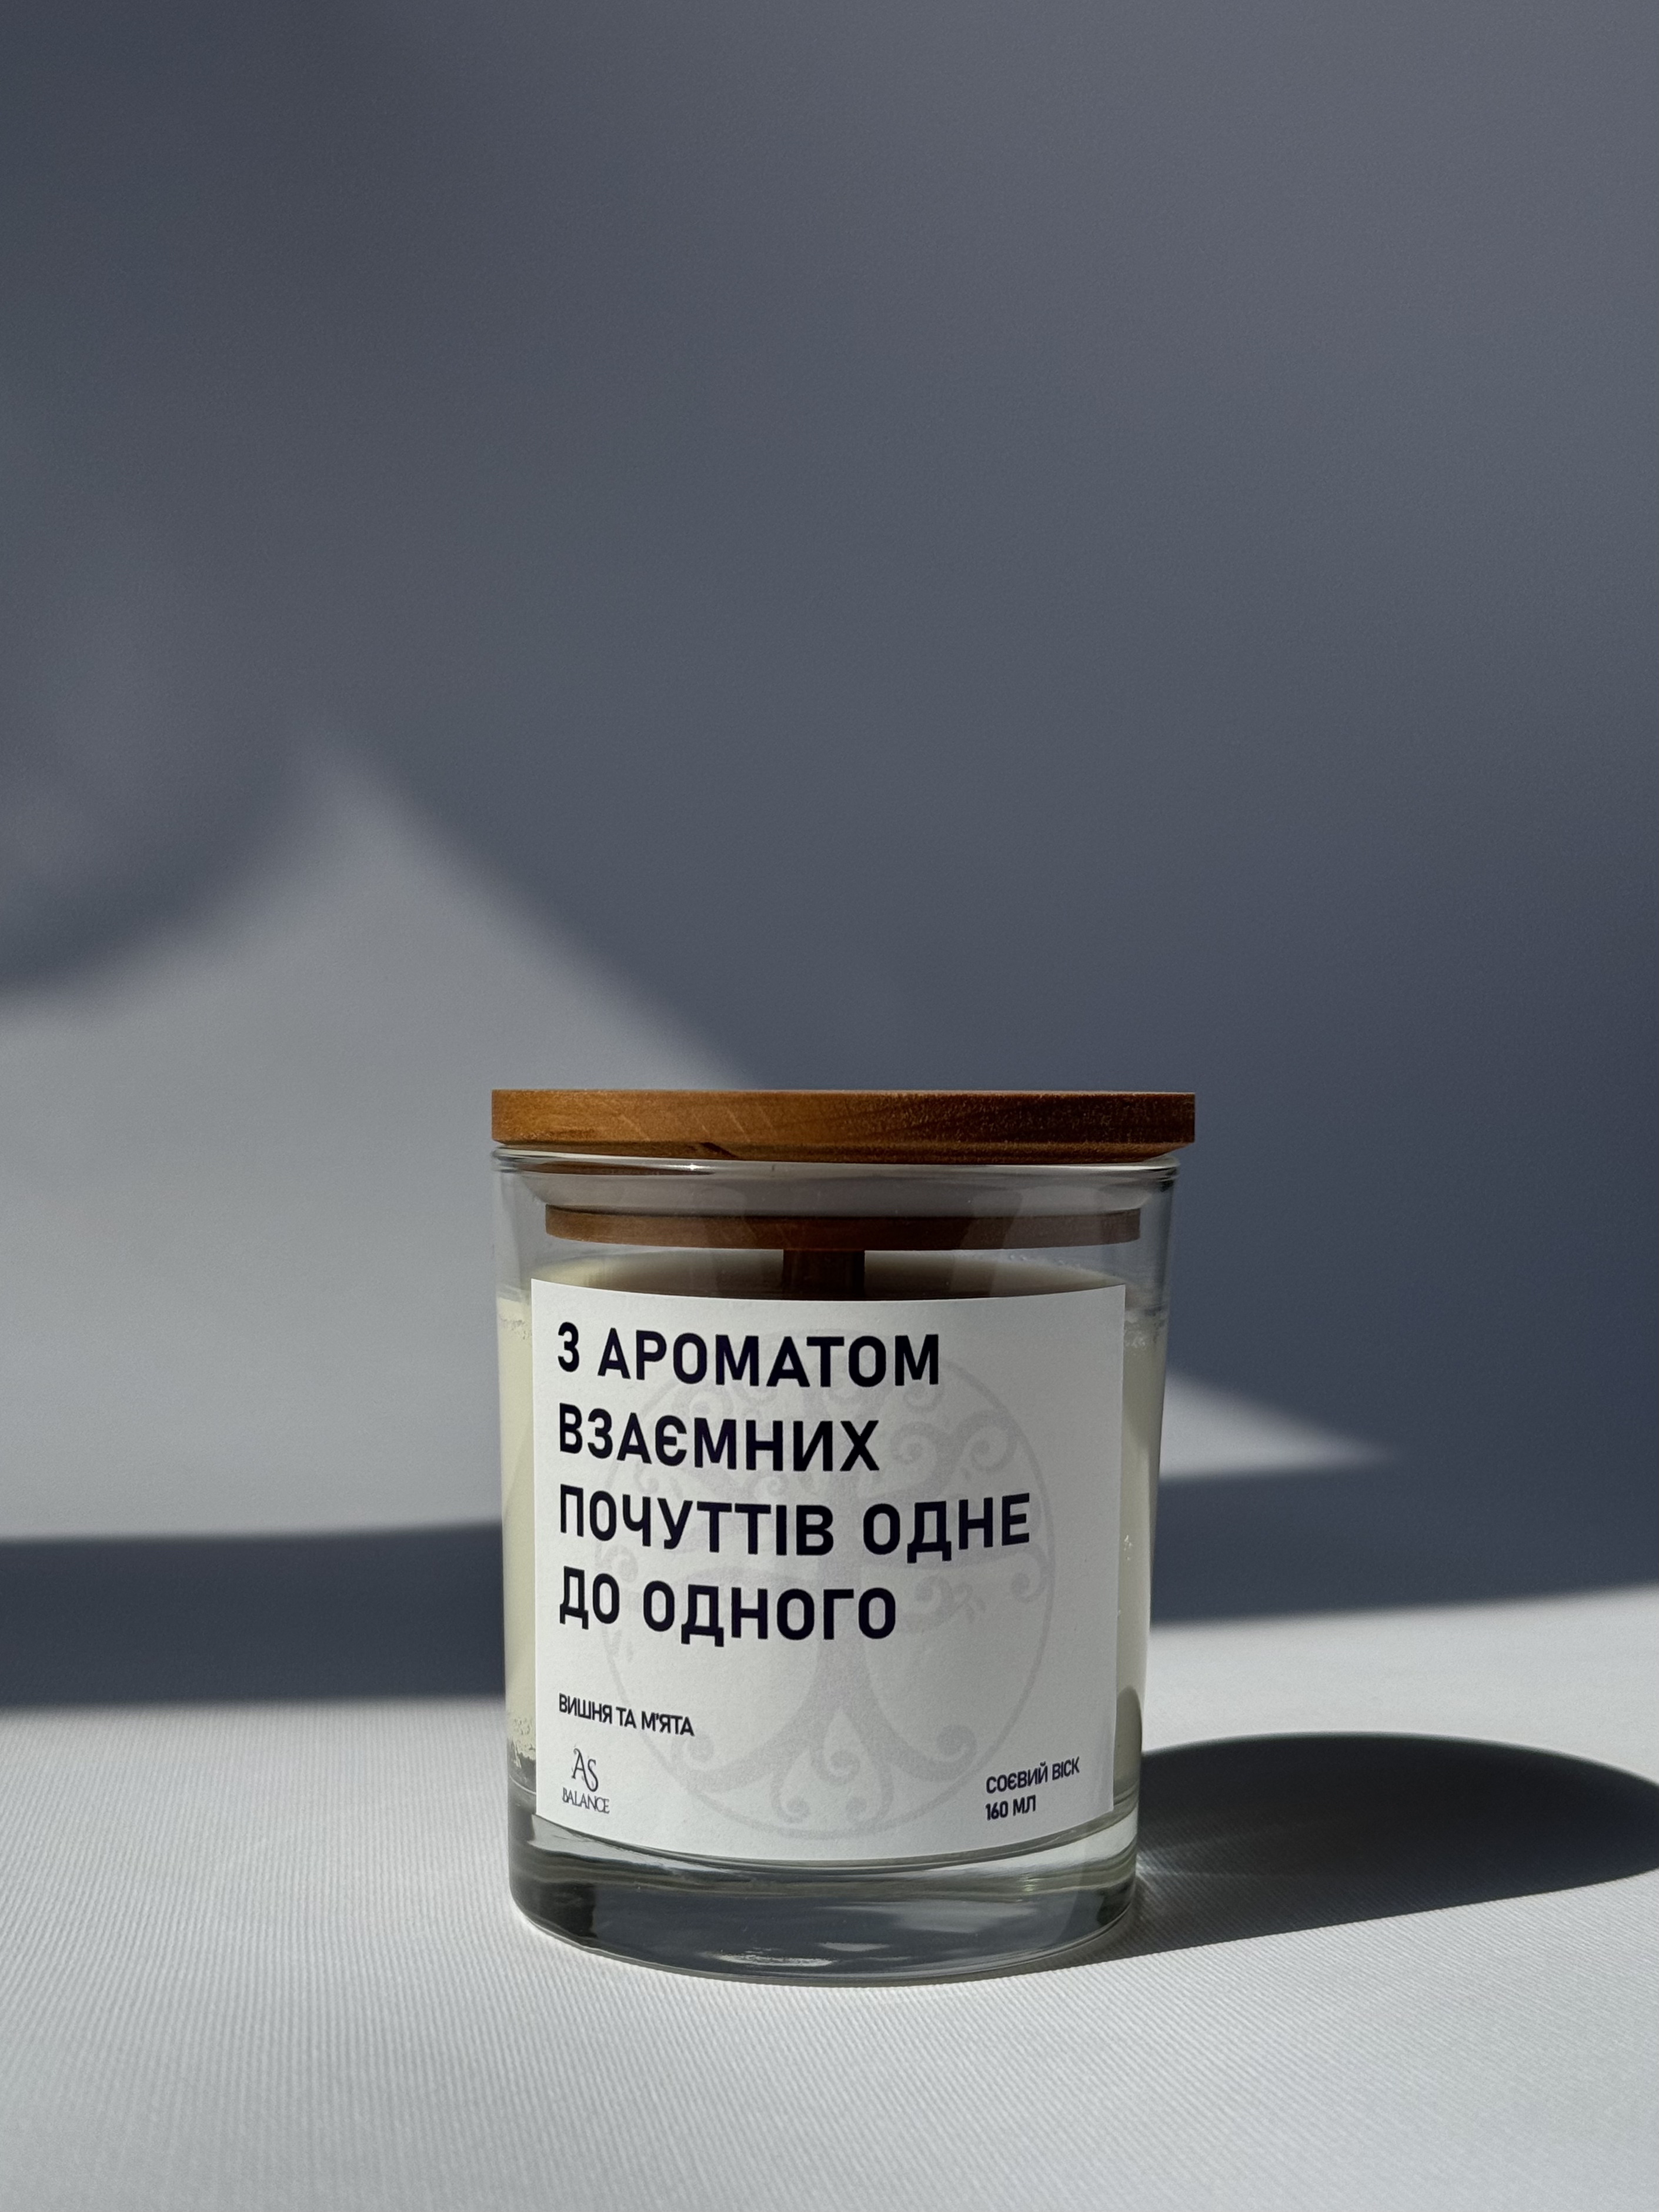 З АРОМАТОМ
ВЗАЄМНИХ
ПОЧУТТІВ ОДНЕ
ДО ОДНОГО
ВИШНЯ ТА М'ЯТА
AS
BALANCE
СОЄВИЙ ВІСК
160 МЛ